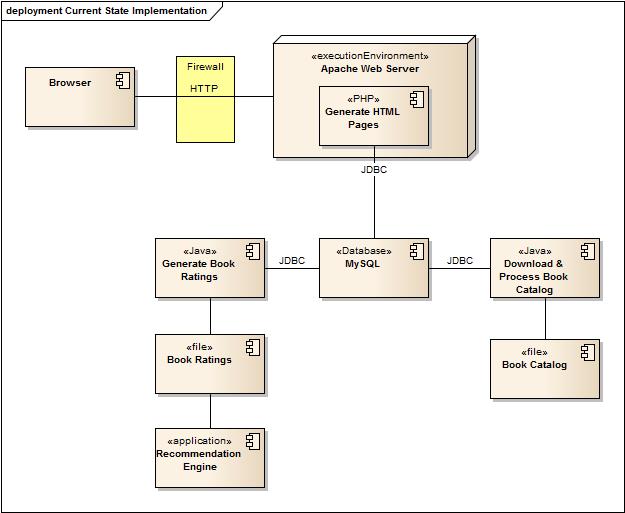 deployment Current State Implementation
Browser
Firewall
HTTP
«executionEnvironment»
Apache Web Server
«PHP»
Generate HTML
Pages
JDBC
«Java»
Generate Book
Ratings
JDBC
«Database»
MySQL
JDBC
«Java»
Download &
Process Book
Catalog
«file»
Book Ratings
«file»
Book Catalog
«application»
Recommendation
Engine